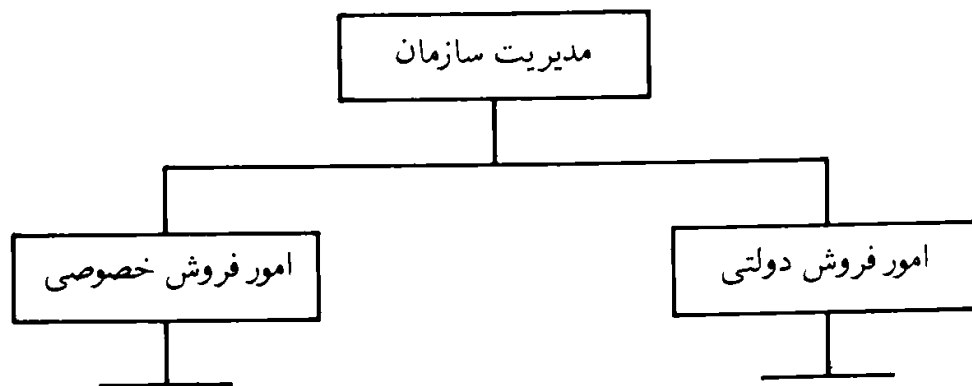 مدیریت سازمان
امور فروش دولتی
امور فروش خصوصی